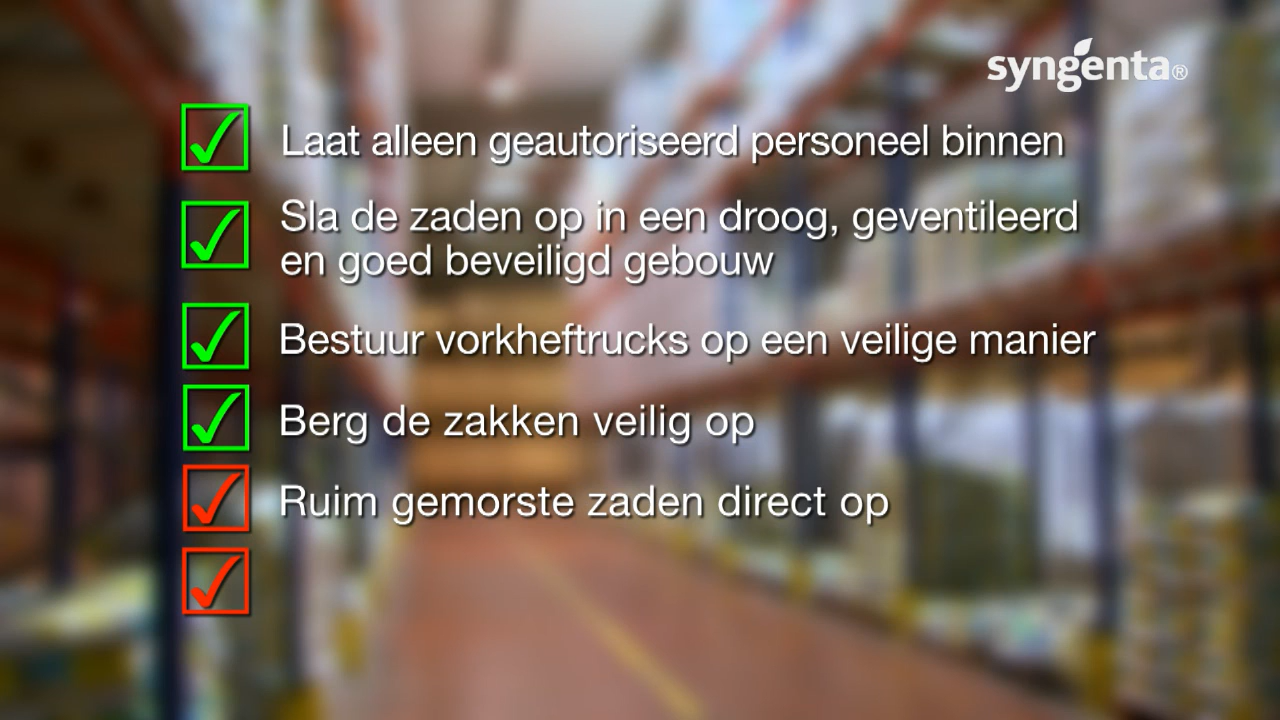 syngenta®
Laat alleen geautoriseerd personeel binnen
Sla de zaden op in een droog, geventileerd
en goed beveiligd gebouw
Bestuur vorkheftrucks op een veilige manier
Berg de zakken veilig op
Ruim gemorste zaden direct op